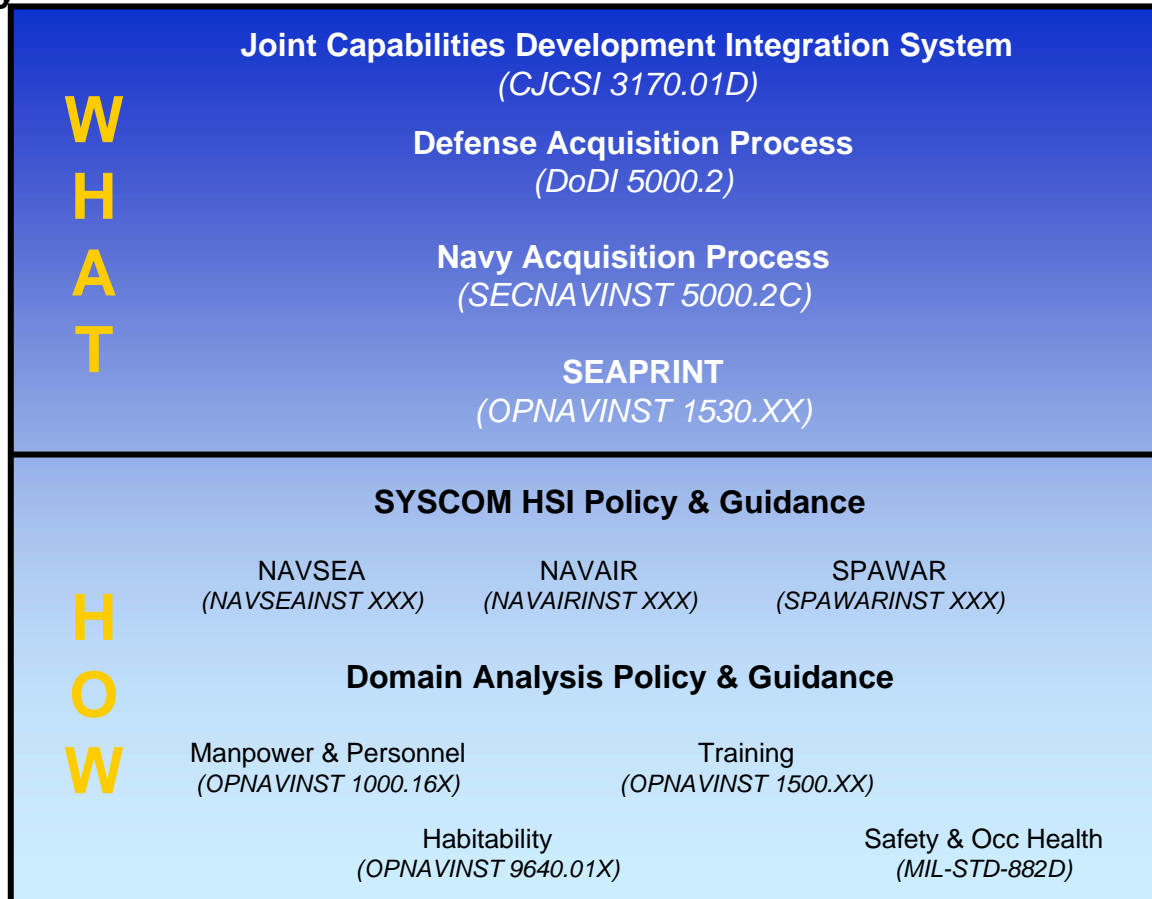 Joint Capabilities Development Integration System
(CJCSI 3170.01D)
Defense Acquisition Process
(DoDI 5000.2)
Navy Acquisition Process
(SECNAVINST 5000.2C)
SEAPRINT
(OPNAVINST 1530.XX)
W
H
A
T
SYSCOM HSI Policy & Guidance
NAVSEA NAVAIR SPAWAR
(NAVSEAINST XXX) (NAVAIRINST XXX) (SPAWARINST XXX)
Domain Analysis Policy & Guidance
Manpower & Personnel Training
(OPNAVINST 1000.16X) (OPNAVINST 1500.XX)
Habitability Safety & Occ Health
(OPNAVINST 9640.01X) (MIL-STD-882D)
H
O
W